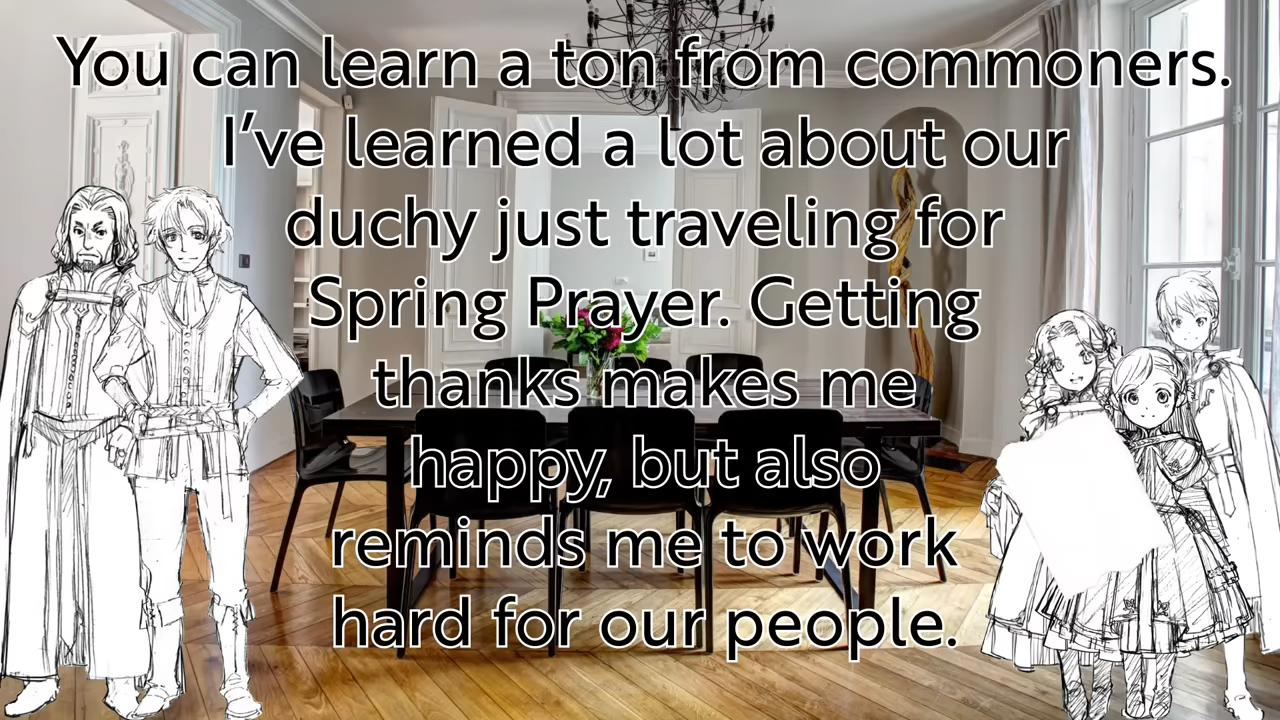 You can learn a ton from commoners.
I’ve learned a lot about our
duchy just traveling for
Spring Prayer. Getting
thanks makes me
happy, but also
reminds me to work
hard for our people.